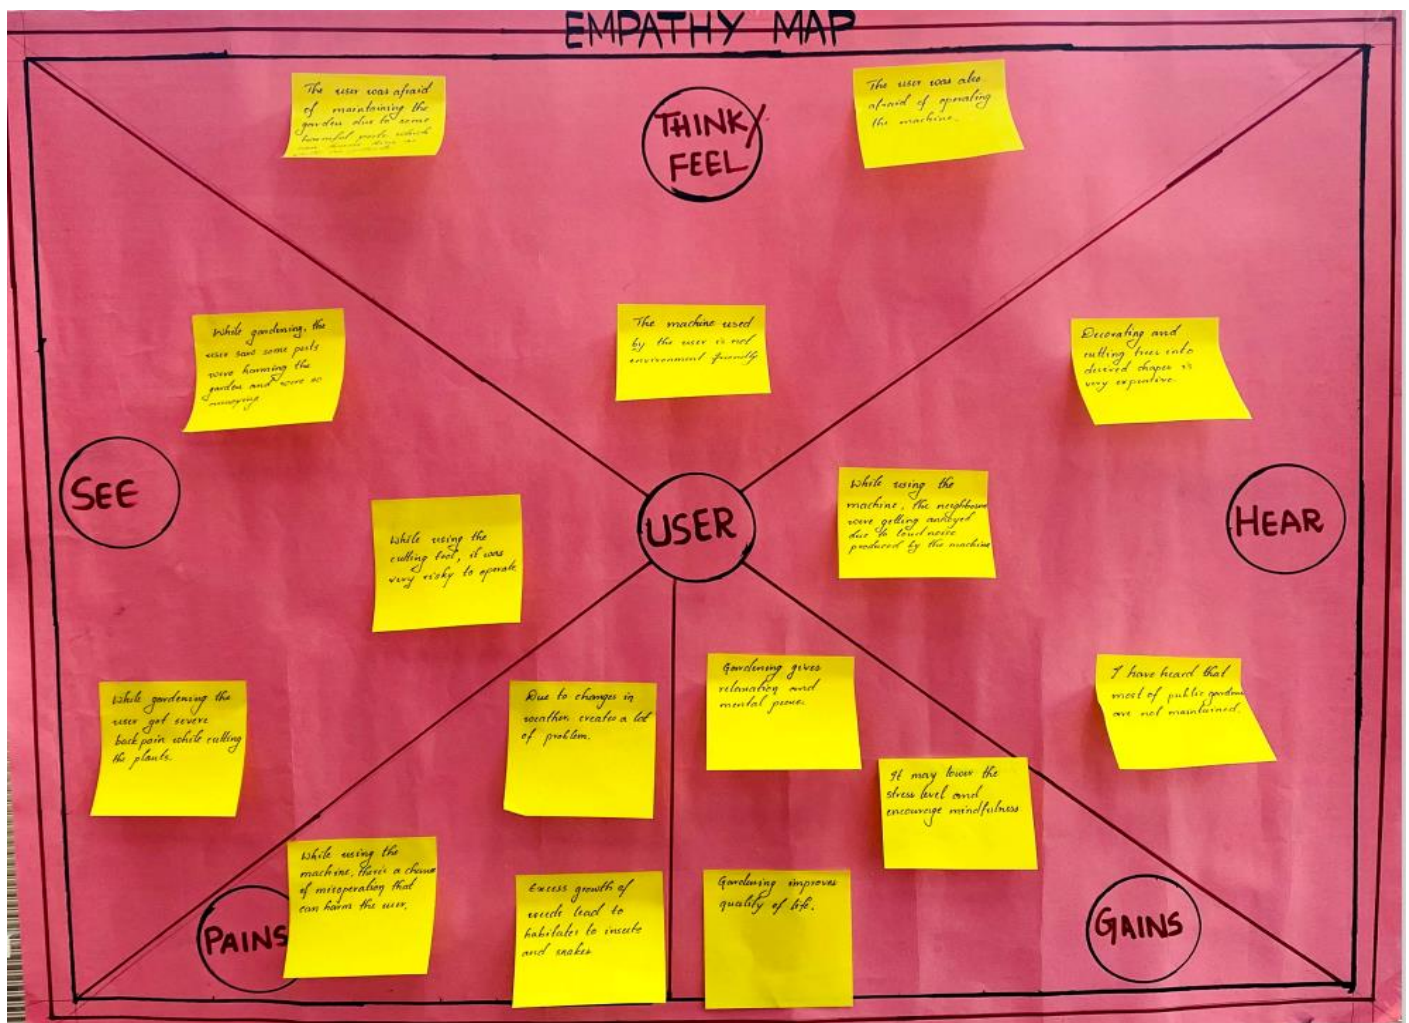 EMPATHY MAP
The user was afraid
of maintaining the
garden due to some
harmful pests which
can
THINK/
FEEL
The user was also
afraid of operating
the machine.
While gardening, the
user saw some pests
were harming the
garden and were so
annoying
The machine used
by the user is not
environment friendly
Decorating and
cutting trees into
desired shapes is
very expensive.
SEE
While using the
cutting tool, it was
very risky to operate
USER
While using the
machine, the neighbours
were getting annoyed
due to loud noise
produced by the machine
HEAR
While gardening the
user got severe
back pain while cutting
the plants.
Due to changes in
weather creates a lot
of problem.
Gardening gives
relaxation and
mental peace.
I have heard that
most of public gardens
are not maintained.
It may lower the
stress level and
encourage mindfulness
While using the
machine, there's a chance
of misoperation that
can harm the user.
PAINS
Excess growth of
weeds lead to
habitates to insects
and snakes
Gardening improves
quality of life.
GAINS